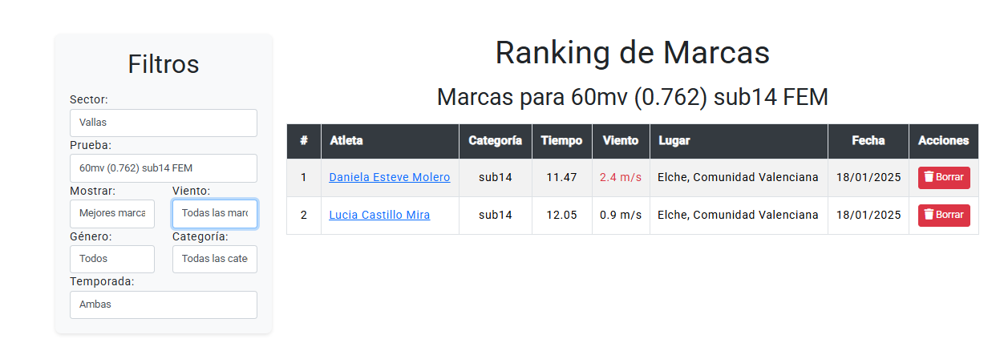 Filtros
Sector:
Vallas
Prueba:
60mv (0.762) sub14 FEM
Mostrar: Viento:
Mejores marca Todas las marc
Género: Categoría:
Todos Todas las cate
Temporada:
Ambas
Ranking de Marcas
Marcas para 60mv (0.762) sub14 FEM
# Atleta Categoría Tiempo Viento Lugar Fecha Acciones
1 Daniela Esteve Molero sub14 11.47 2.4 m/s Elche, Comunidad Valenciana 18/01/2025 Borrar
2 Lucia Castillo Mira sub14 12.05 0.9 m/s Elche, Comunidad Valenciana 18/01/2025 Borrar